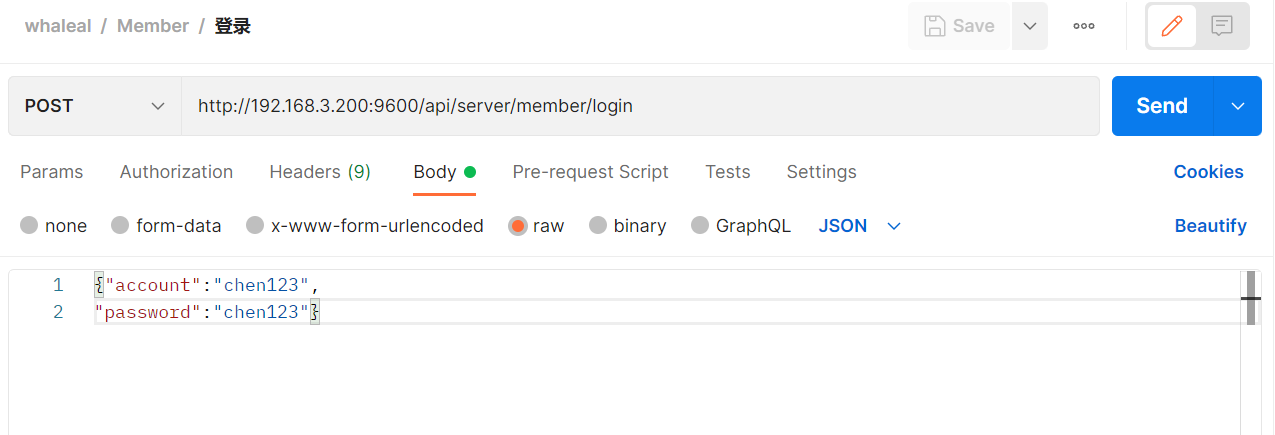 whaleal / Member / 登录
Save
POST http://192.168.3.200:9600/api/server/member/login Send
Params Authorization Headers (9) Body Pre-request Script Tests Settings Cookies
none form-data x-www-form-urlencoded raw binary GraphQL JSON Beautify
1 {"account":"chen123",
2 "password":"chen123"}